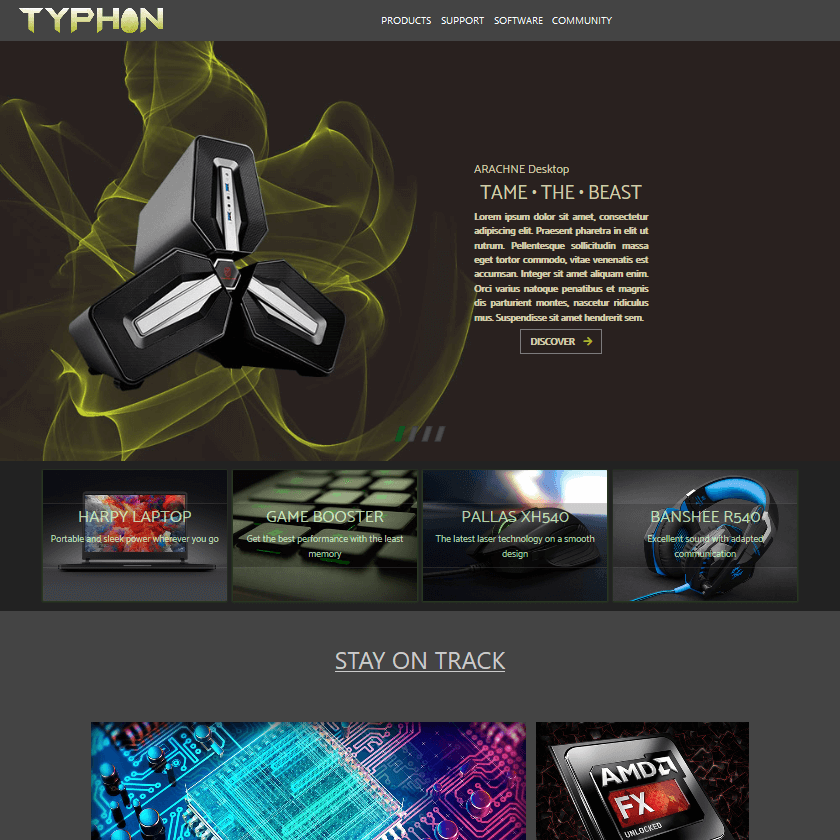 TYPHON
PRODUCTS SUPPORT SOFTWARE COMMUNITY
ARACHNE Desktop
TAME • THE • BEAST
Lorem ipsum dolor sit amet, consectetur
adipiscing elit. Praesent pharetra in elit ut
rutrum. Pellentesque sollicitudin massa
eget tortor commodo, vitae venenatis est
accumsan. Integer sit amet aliquam enim.
Orci varius natoque penatibus et magnis
dis parturient montes, nascetur ridiculus
mus. Suspendisse sit amet hendrerit sem.
DISCOVER
HARPY LAPTOP
Portable and sleek power wherever you go
GAME BOOSTER
Get the best performance with the least
memory
PALLAS XH540
The latest laser technology on a smooth
design
BANSHEE R540
Excellent sound with adapted
communication
STAY ON TRACK
AMD
FX
UNLOCKED